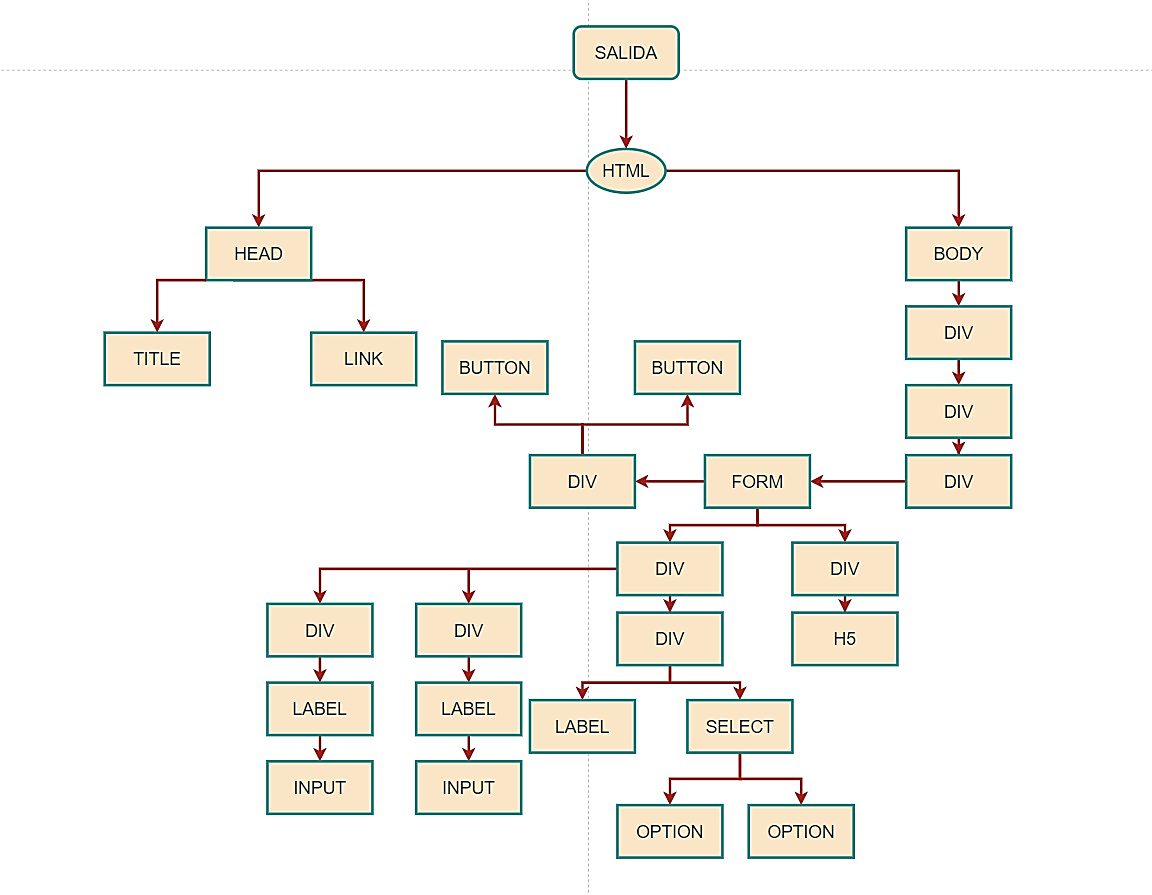 SALIDA
HTML
HEAD
BODY
DIV
TITLE
LINK
BUTTON
BUTTON
DIV
DIV
FORM
DIV
DIV
DIV
DIV
DIV
DIV
H5
LABEL
LABEL
LABEL
SELECT
INPUT
INPUT
OPTION
OPTION